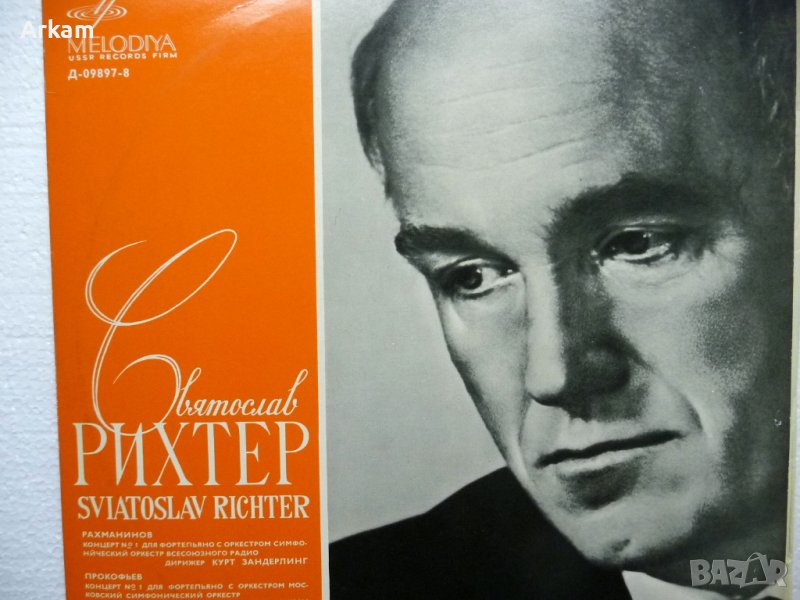 Arkam
MELODIYA
USSR RECORDS FIRM
Д-09897-8
Святослав
РИХТЕР
SVIATOSLAV RICHTER
РАХМАНИНОВ
КОНЦЕРТ № 1 ДЛЯ ФОРТЕПЬЯНО С ОРКЕСТРОМ СИМФО-
НИЧЕСКИЙ ОРКЕСТР ВСЕСОЮЗНОГО РАДИО
ДИРИЖЕР КУРТ ЗАНДЕРЛИНГ
ПРОКОФЬЕВ
КОНЦЕРТ № 1 ДЛЯ ФОРТЕПЬЯНО С ОРКЕСТРОМ МОС-
КОВСКИЙ СИМФОНИЧЕСКИЙ ОРКЕСТР
BAZAR